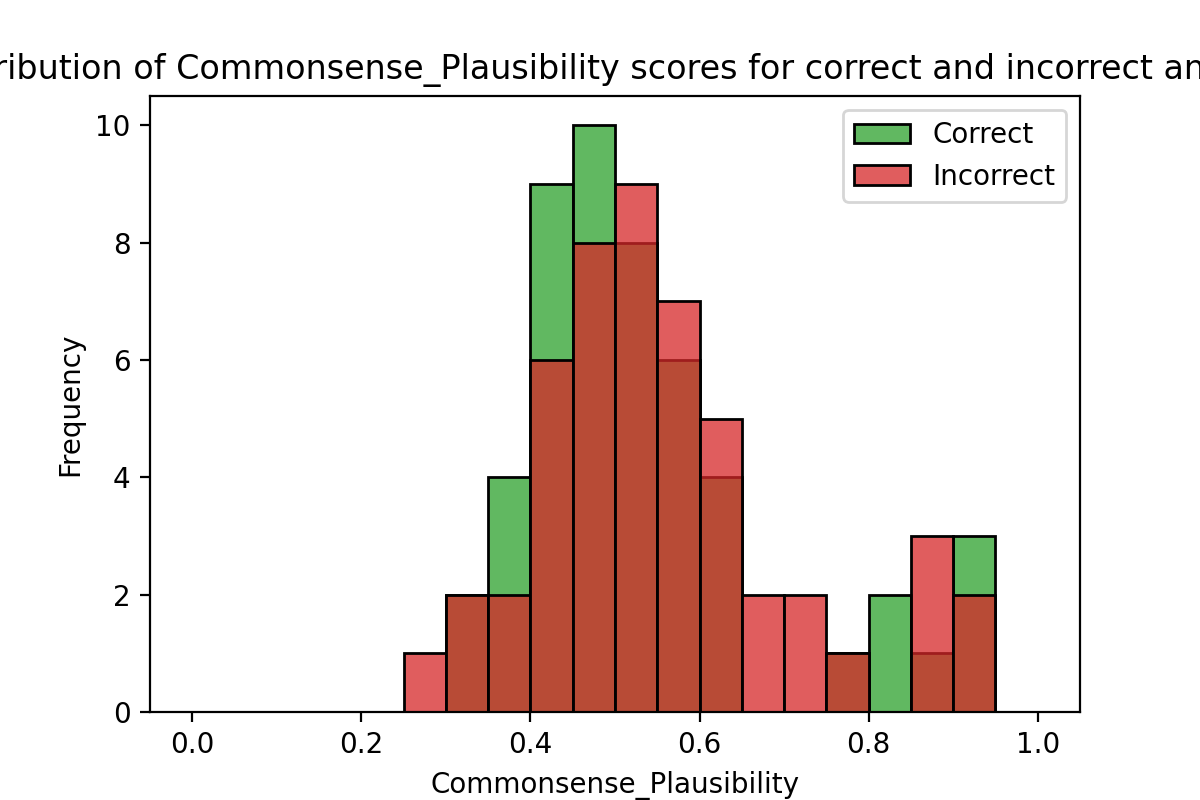 ribution of Commonsense_Plausibility scores for correct and incorrect an
Correct
Incorrect
10
8
6
4
2
0
Frequency
0.0 0.2 0.4 0.6 0.8 1.0
Commonsense_Plausibility